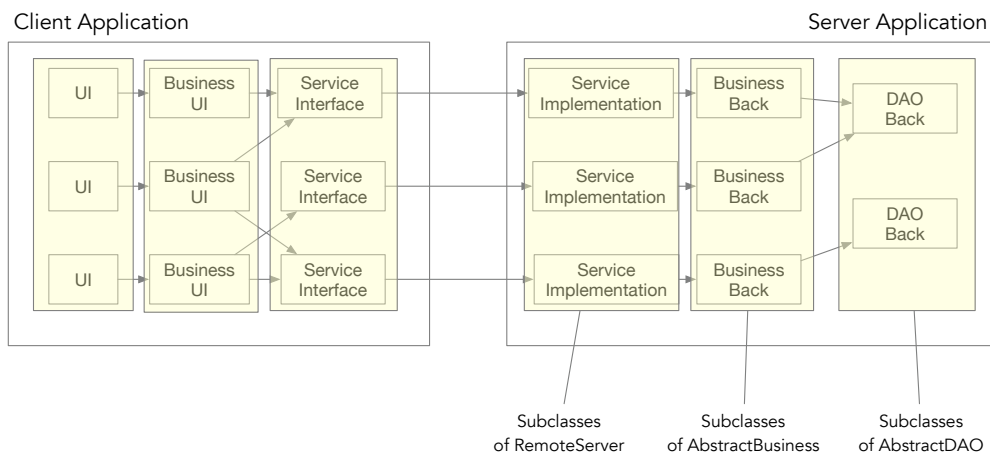 Client Application
Server Application
UI
Business
UI
Service
Interface
Service
Implementation
Business
Back
DAO
Back
UI
Business
UI
Service
Interface
Service
Implementation
Business
Back
DAO
Back
UI
Business
UI
Service
Interface
Service
Implementation
Business
Back
Subclasses
of RemoteServer
Subclasses
of AbstractBusiness
Subclasses
of AbstractDAO